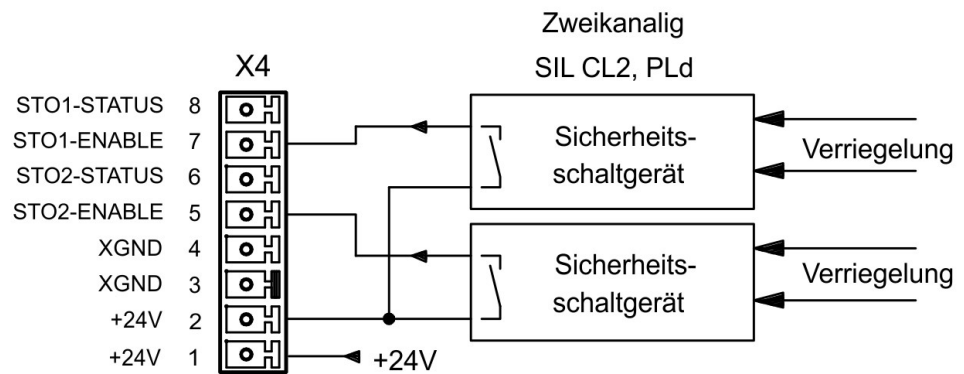 Zweikanalig
SIL CL2, PLd
X4
STO1-STATUS 8
STO1-ENABLE 7
STO2-STATUS 6
STO2-ENABLE 5
XGND 4
XGND 3
+24V 2
+24V 1
+24V
Sicherheits-
schaltgerät
Verriegelung
Sicherheits-
schaltgerät
Verriegelung